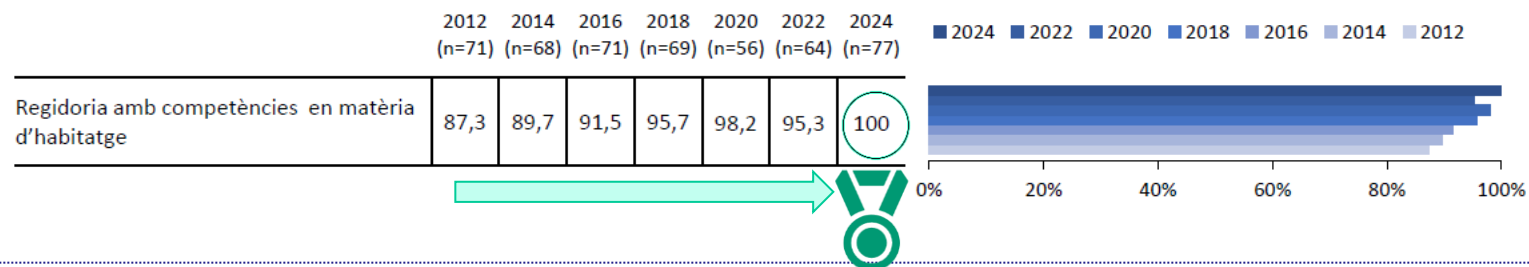 2012 2014 2016 2018 2020 2022 2024
(n=71) (n=68) (n=71) (n=69) (n=56) (n=64) (n=77)
2024 2022 2020 2018 2016 2014 2012
Regidoria amb competències en matèria
d’habitatge
87,3 89,7 91,5 95,7 98,2 95,3 100
0% 20% 40% 60% 80% 100%